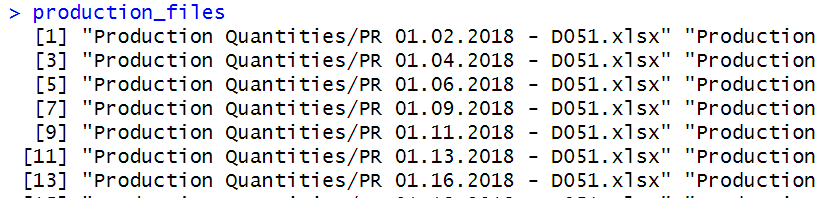 > production_files
[1] "Production Quantities/PR 01.02.2018 - D051.xlsx" "Production
[3] "Production Quantities/PR 01.04.2018 - D051.xlsx" "Production
[5] "Production Quantities/PR 01.06.2018 - D051.xlsx" "Production
[7] "Production Quantities/PR 01.09.2018 - D051.xlsx" "Production
[9] "Production Quantities/PR 01.11.2018 - D051.xlsx" "Production
[11] "Production Quantities/PR 01.13.2018 - D051.xlsx" "Production
[13] "Production Quantities/PR 01.16.2018 - D051.xlsx" "Production